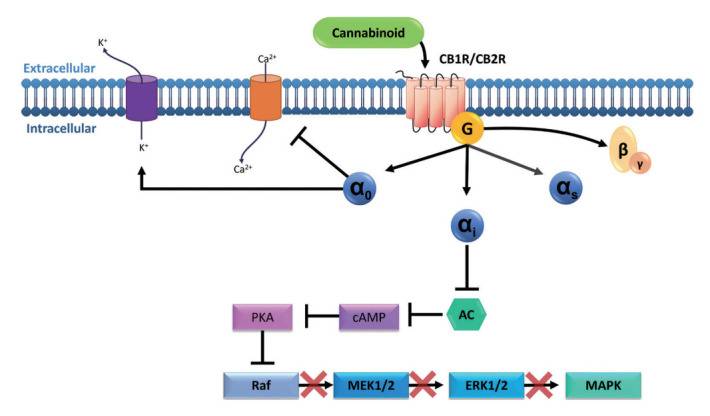 Cannabinoid
K⁺
Ca²⁺
CB1R/CB2R
Extracellular
Intracellular
G
K⁺
Ca²⁺
β
γ
α₀
αₛ
αᵢ
PKA
cAMP
AC
Raf
MEK1/2
ERK1/2
MAPK